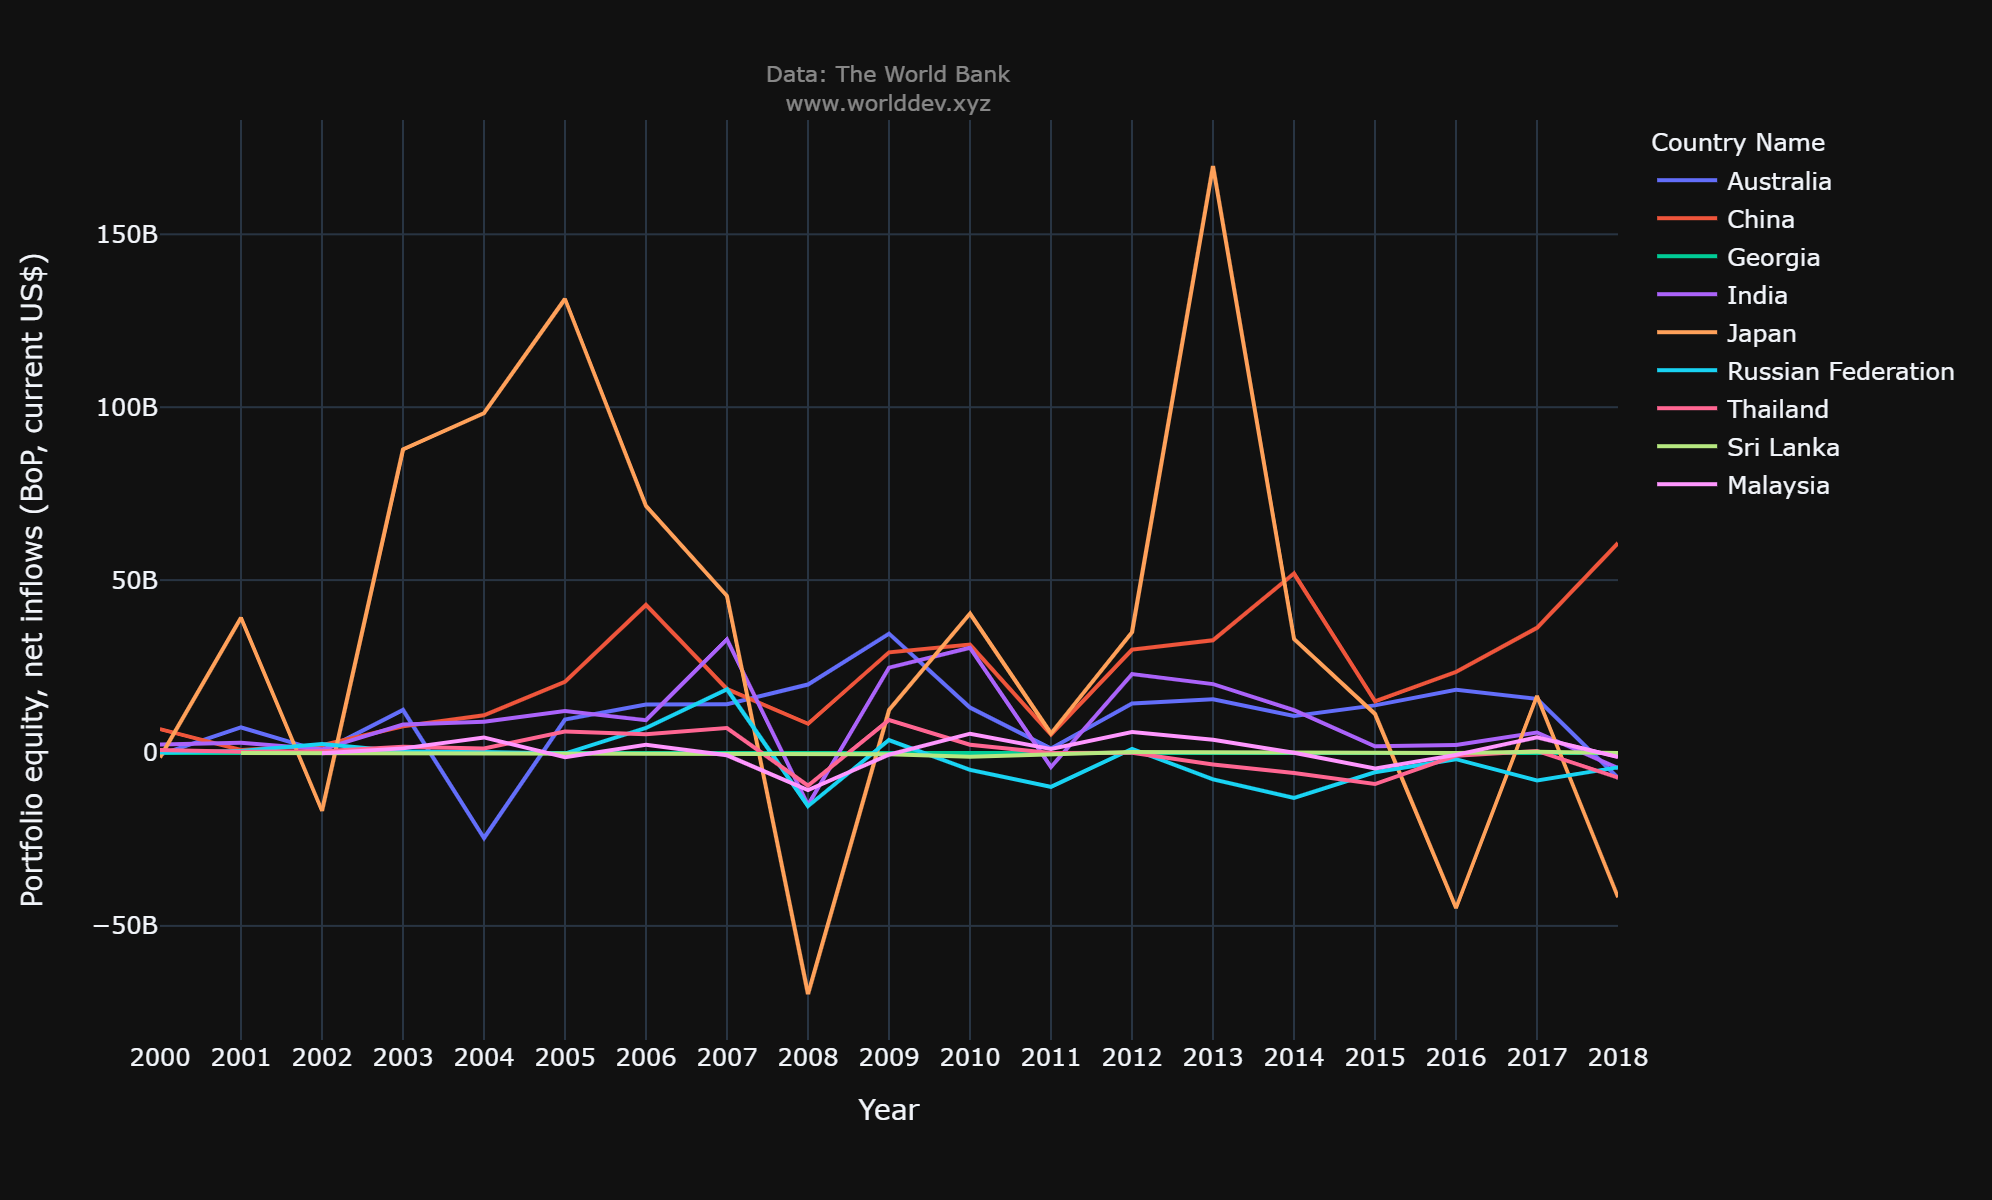 Data: The World Bank
www.worlddev.xyz
Portfolio equity, net inflows (BoP, current US$)
150B
100B
50B
0
−50B
2000 2001 2002 2003 2004 2005 2006 2007 2008 2009 2010 2011 2012 2013 2014 2015 2016 2017 2018
Year
Country Name
Australia
China
Georgia
India
Japan
Russian Federation
Thailand
Sri Lanka
Malaysia